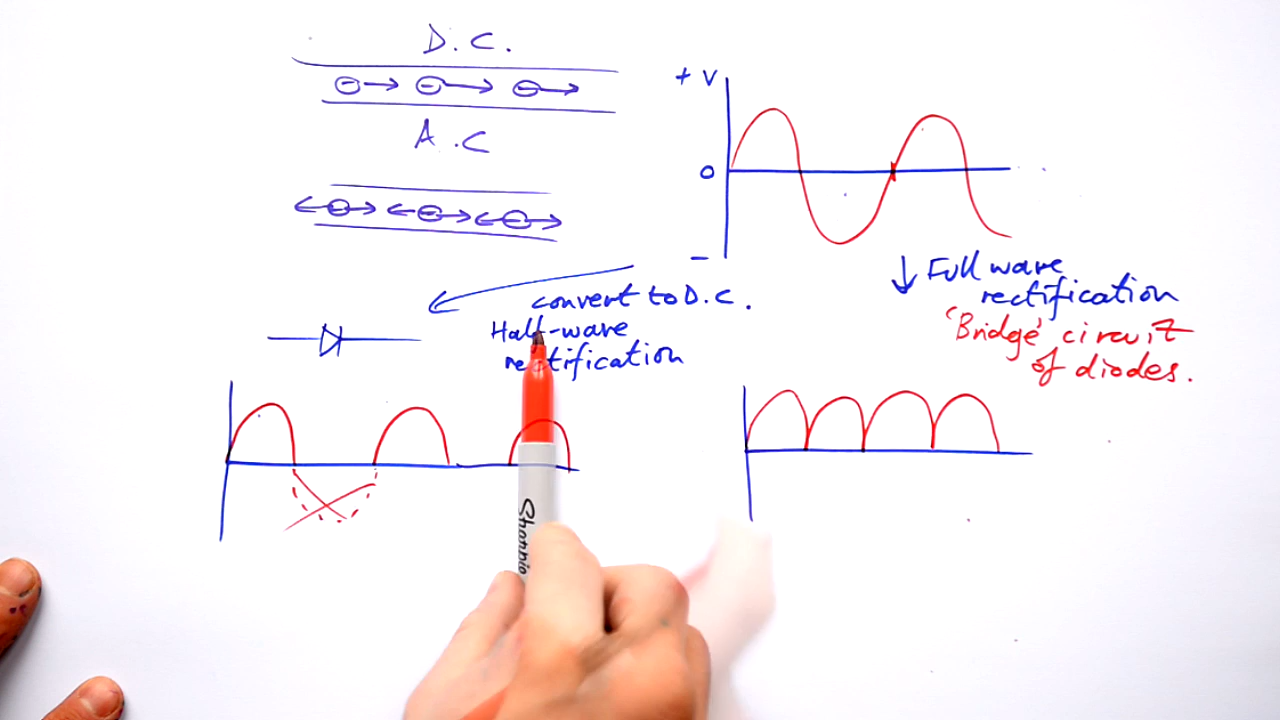 D.C.
A.C
+ V
0
−
convert to D.C.
Half-wave
rectification
Full wave
rectification
'Bridge' circuit
of diodes.
Sharpie